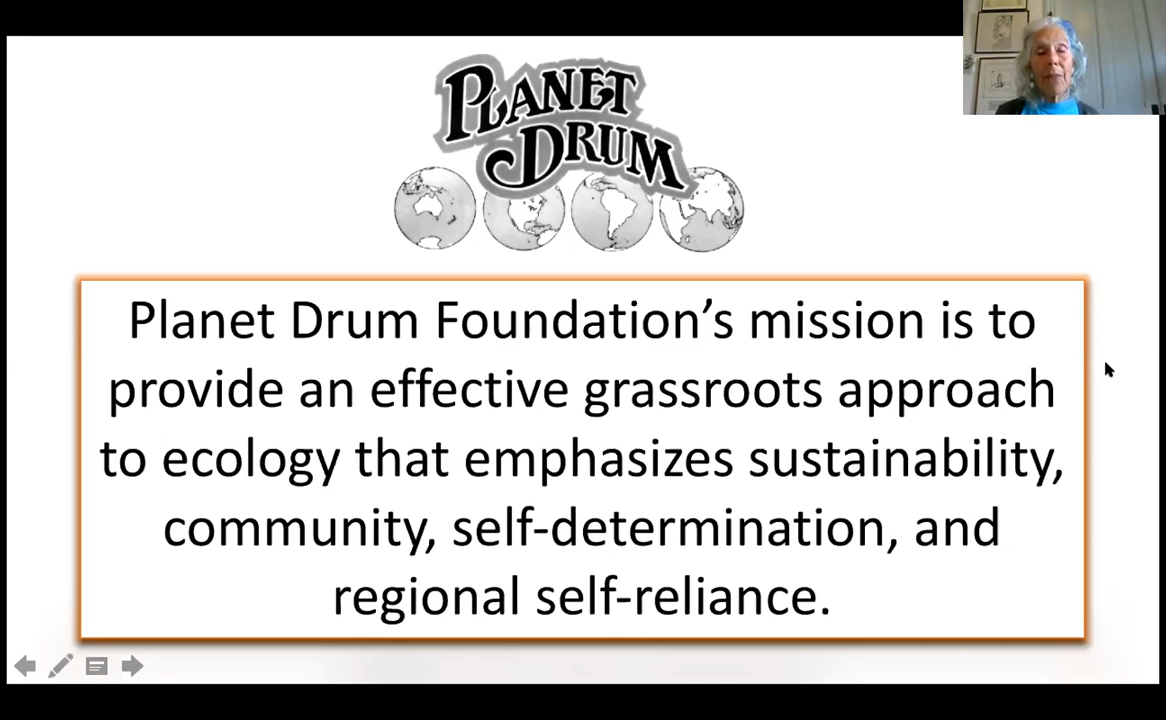 PLANET
DRUM
Planet Drum Foundation’s mission is to
provide an effective grassroots approach
to ecology that emphasizes sustainability,
community, self-determination, and
regional self-reliance.